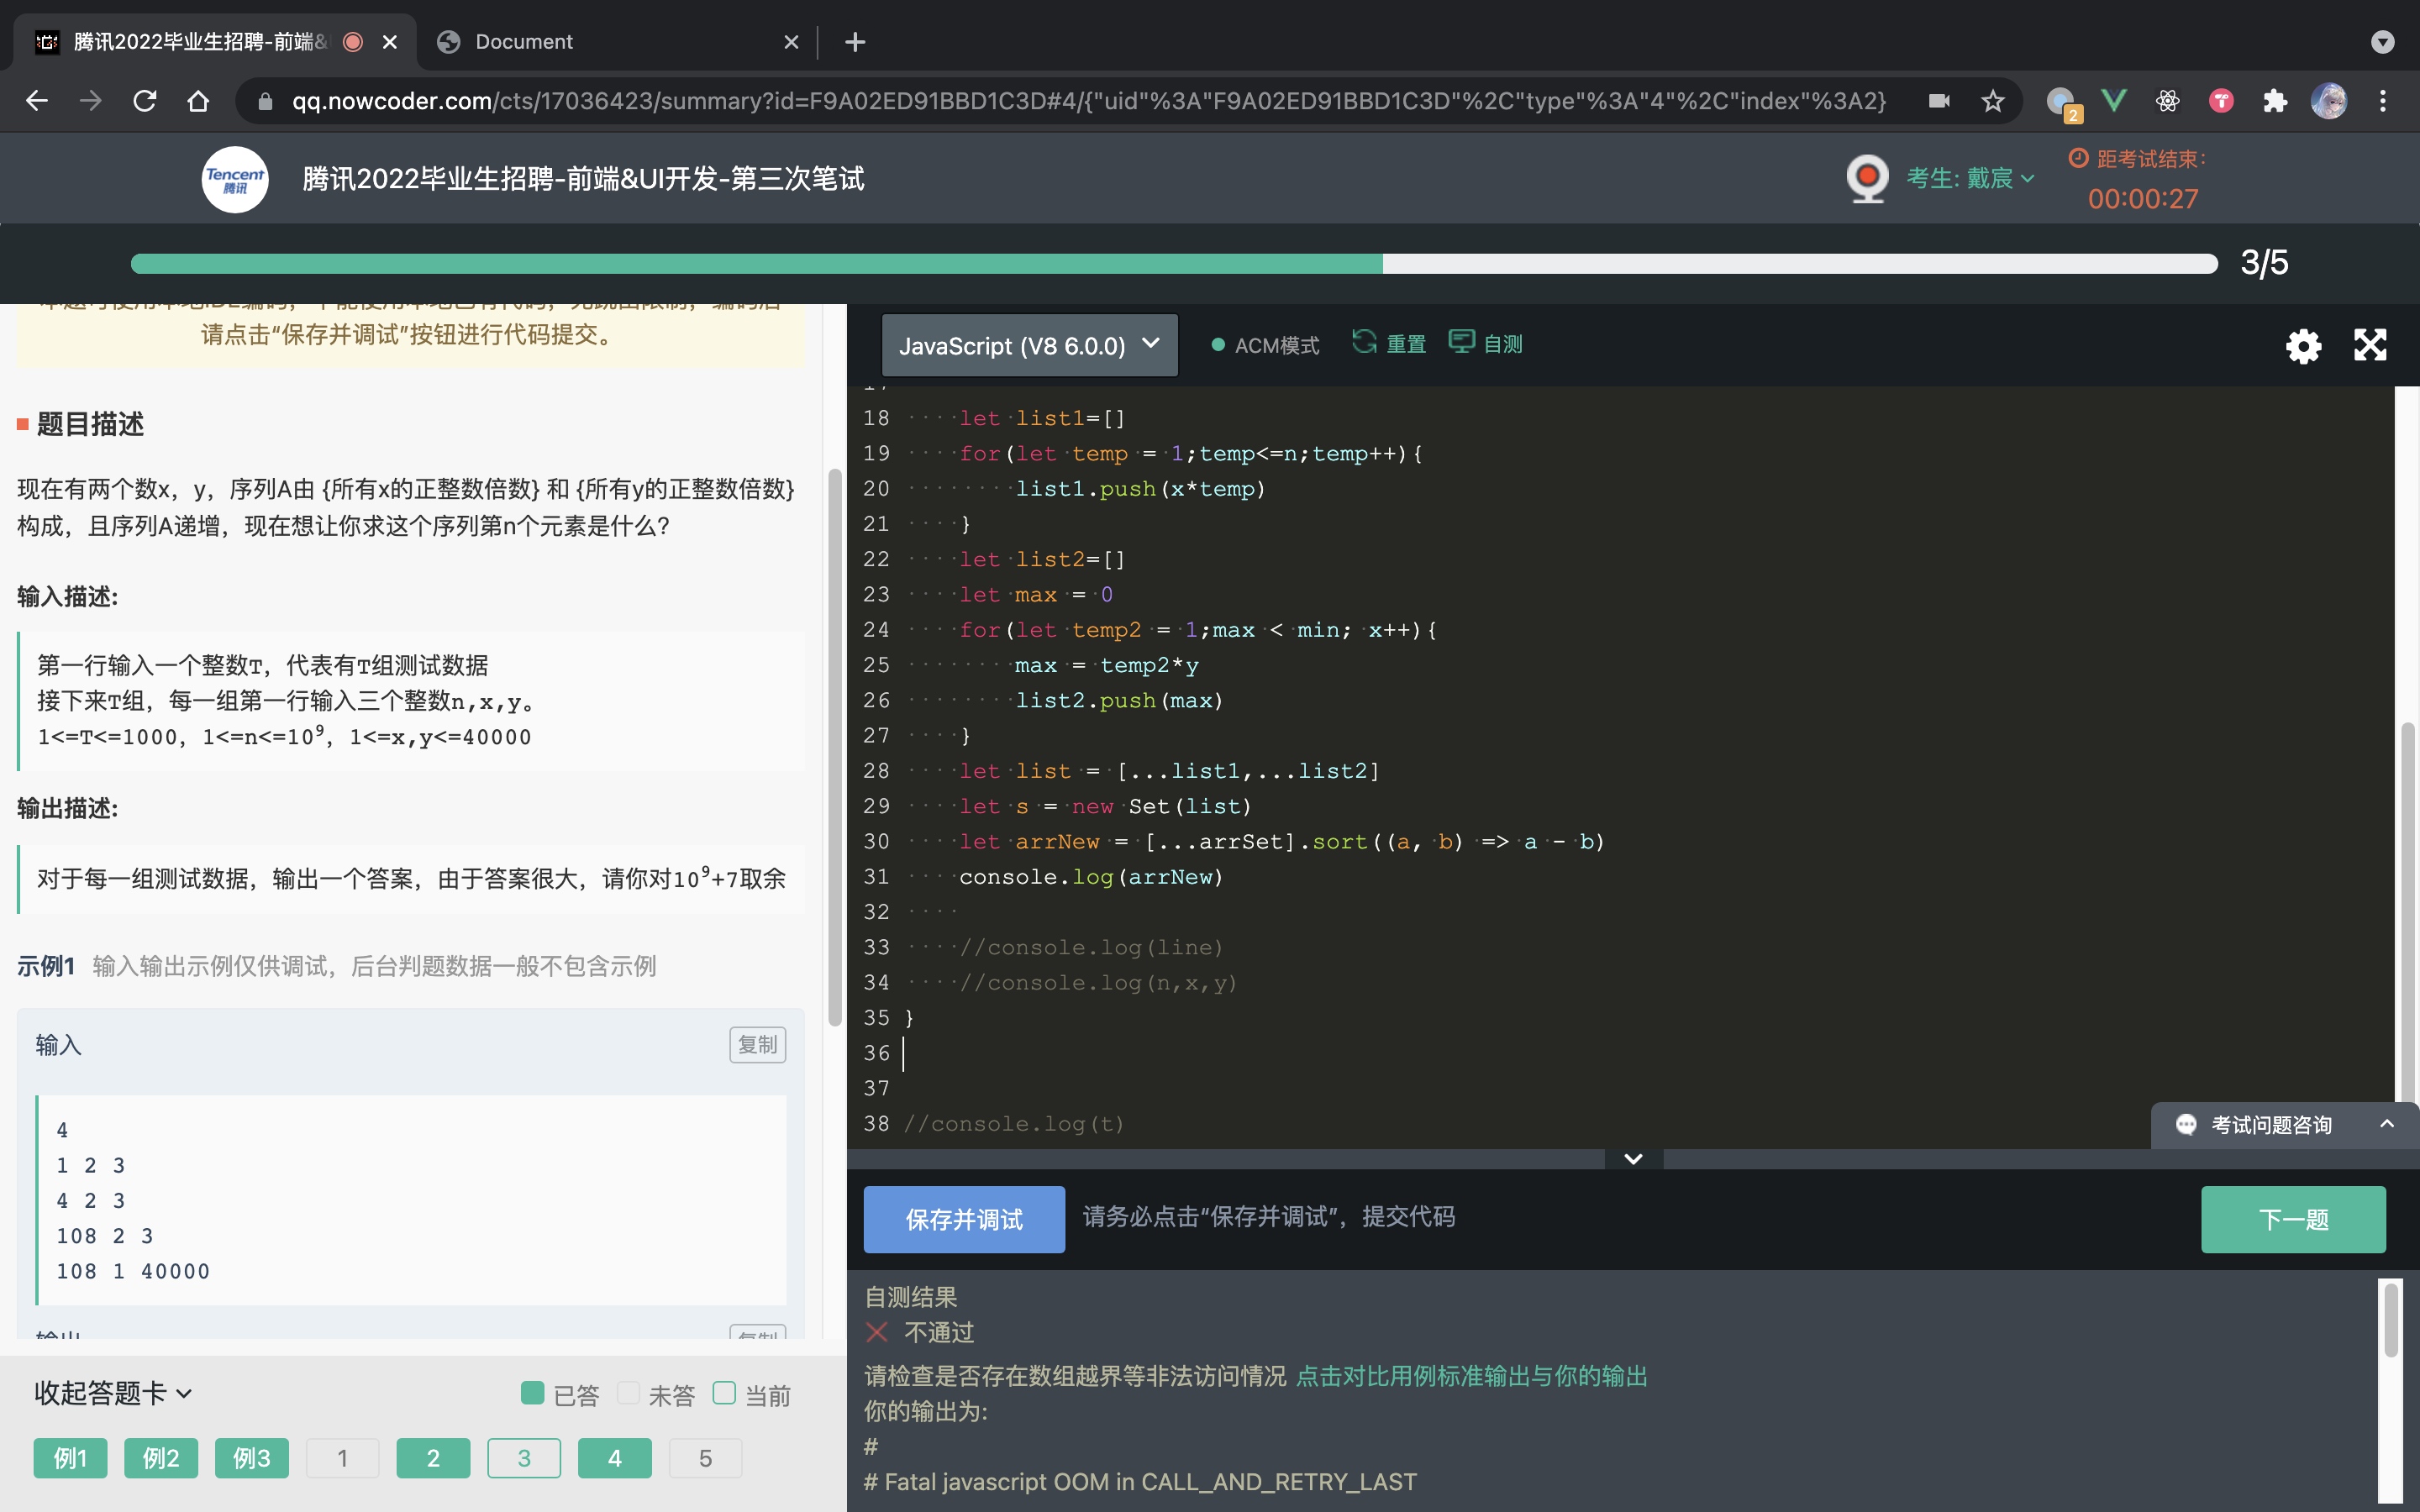 腾讯2022毕业生招聘-前端&
Document
qq.nowcoder.com/cts/17036423/summary?id=F9A02ED91BBD1C3D#4/{"uid"%3A"F9A02ED91BBD1C3D"%2C"type"%3A"4"%2C"index"%3A2}
2
Tencent
腾讯
腾讯2022毕业生招聘-前端&UI开发-第三次笔试
考生: 戴宸
距考试结束:
00:00:27
3/5
请点击“保存并调试”按钮进行代码提交。
题目描述
现在有两个数x，y，序列A由 {所有x的正整数倍数} 和 {所有y的正整数倍数}
构成，且序列A递增，现在想让你求这个序列第n个元素是什么?
输入描述:
第一行输入一个整数T，代表有T组测试数据
接下来T组，每一组第一行输入三个整数n,x,y。
1<=T<=1000, 1<=n<=10⁹, 1<=x,y<=40000
输出描述:
对于每一组测试数据，输出一个答案，由于答案很大，请你对10⁹+7取余
示例1 输入输出示例仅供调试，后台判题数据一般不包含示例
输入
复制
4
1 2 3
4 2 3
108 2 3
108 1 40000
收起答题卡
已答
未答
当前
例1
例2
例3
1
2
3
4
5
JavaScript (V8 6.0.0)
ACM模式
重置
自测
18 ····let·list1=[]
19 ····for(let·temp·=·1;temp<=n;temp++){
20 ········list1.push(x*temp)
21 ····}
22 ····let·list2=[]
23 ····let·max·=·0
24 ····for(let·temp2·=·1;max·<·min;·x++){
25 ········max·=·temp2*y
26 ········list2.push(max)
27 ····}
28 ····let·list·=·[...list1,...list2]
29 ····let·s·=·new·Set(list)
30 ····let·arrNew·=·[...arrSet].sort((a,·b)·=>·a·-·b)
31 ····console.log(arrNew)
32 ····
33 ····//console.log(line)
34 ····//console.log(n,x,y)
35 }
36
37
38 //console.log(t)
考试问题咨询
保存并调试
请务必点击“保存并调试”，提交代码
下一题
自测结果
不通过
请检查是否存在数组越界等非法访问情况 点击对比用例标准输出与你的输出
你的输出为:
#
# Fatal javascript OOM in CALL_AND_RETRY_LAST